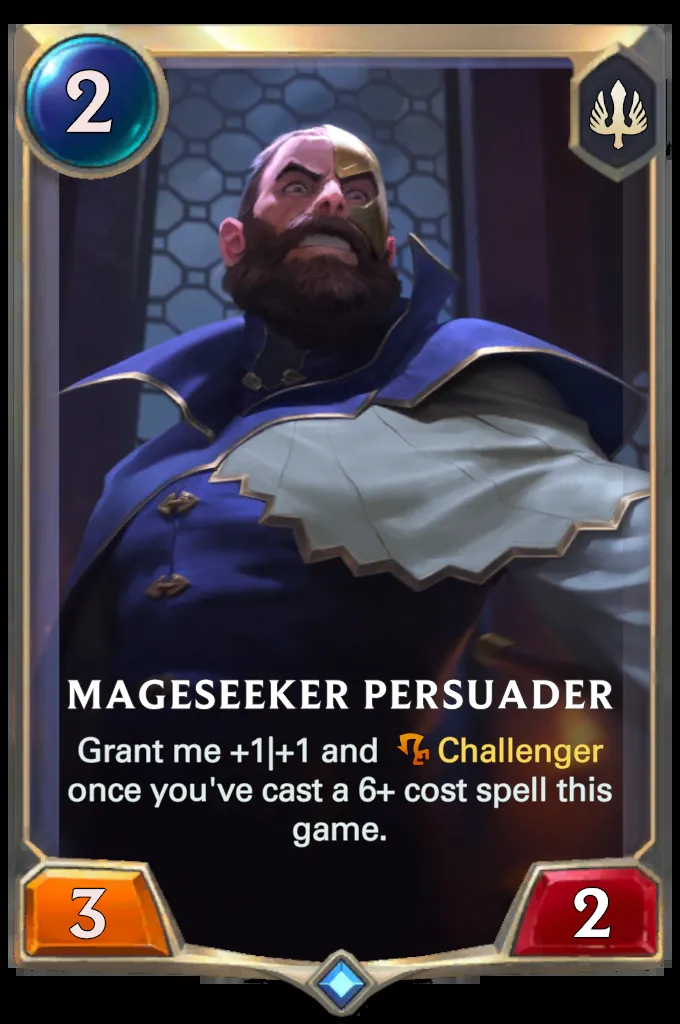 2
MAGESEEKER PERSUADER
Grant me +1|+1 and Challenger
once you've cast a 6+ cost spell this
game.
3
2